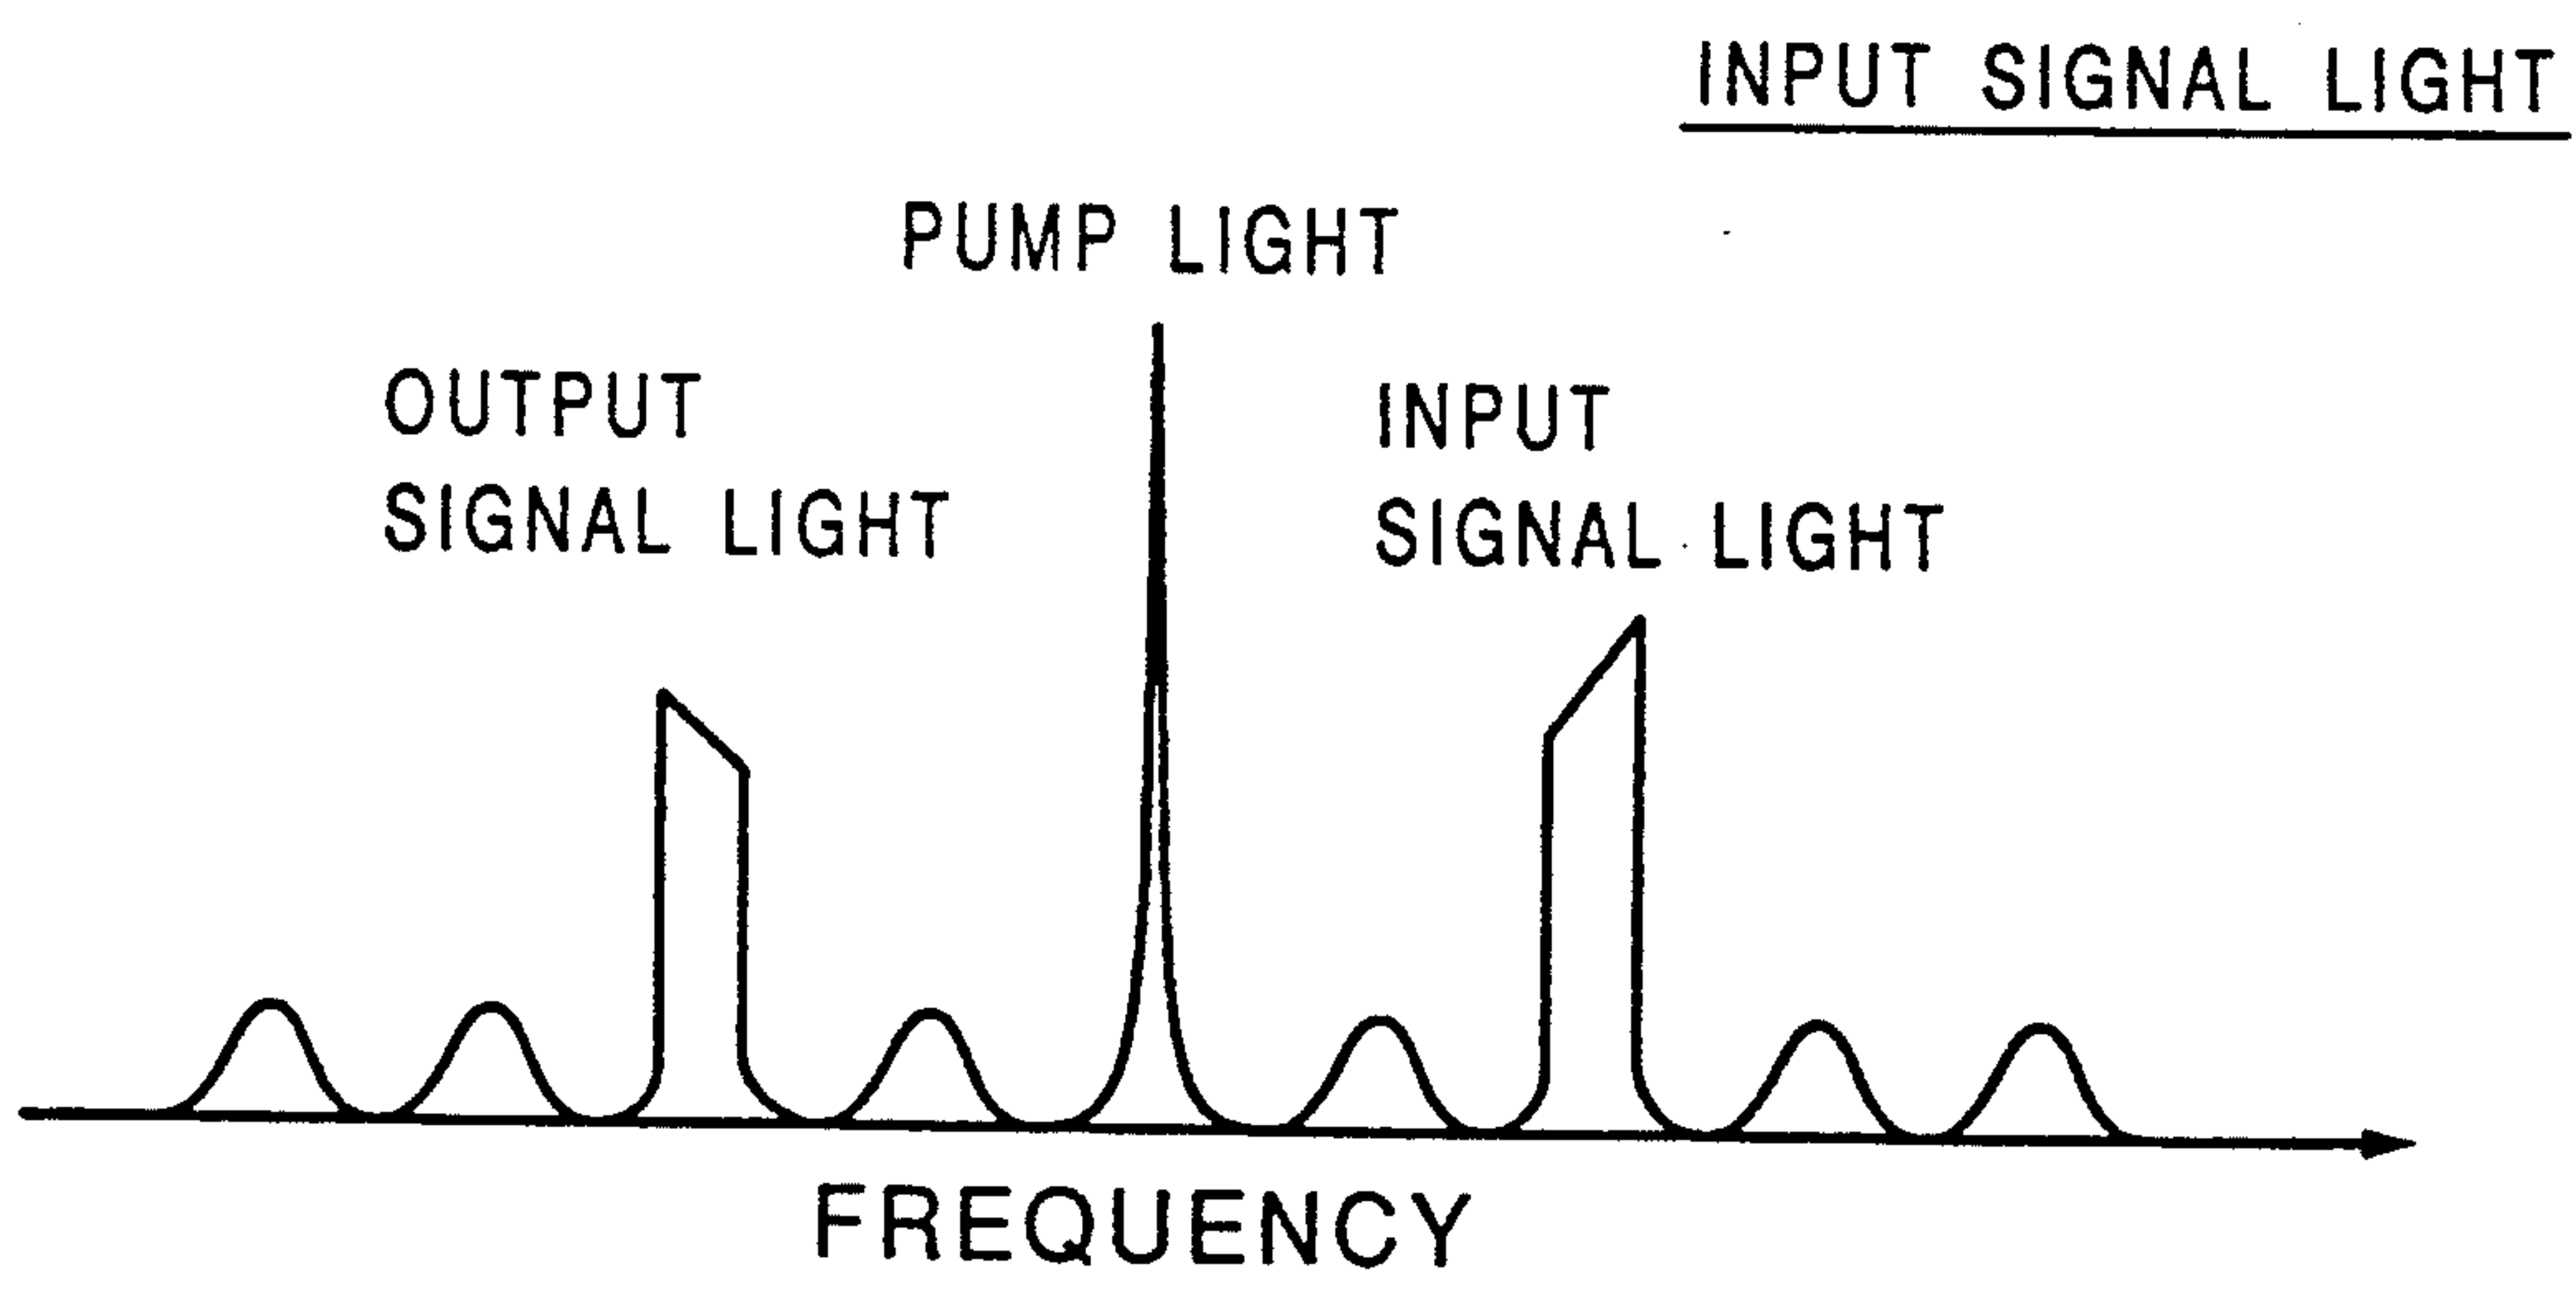 INPUT SIGNAL LIGHT
PUMP LIGHT
OUTPUT
SIGNAL LIGHT
INPUT
SIGNAL LIGHT
FREQUENCY